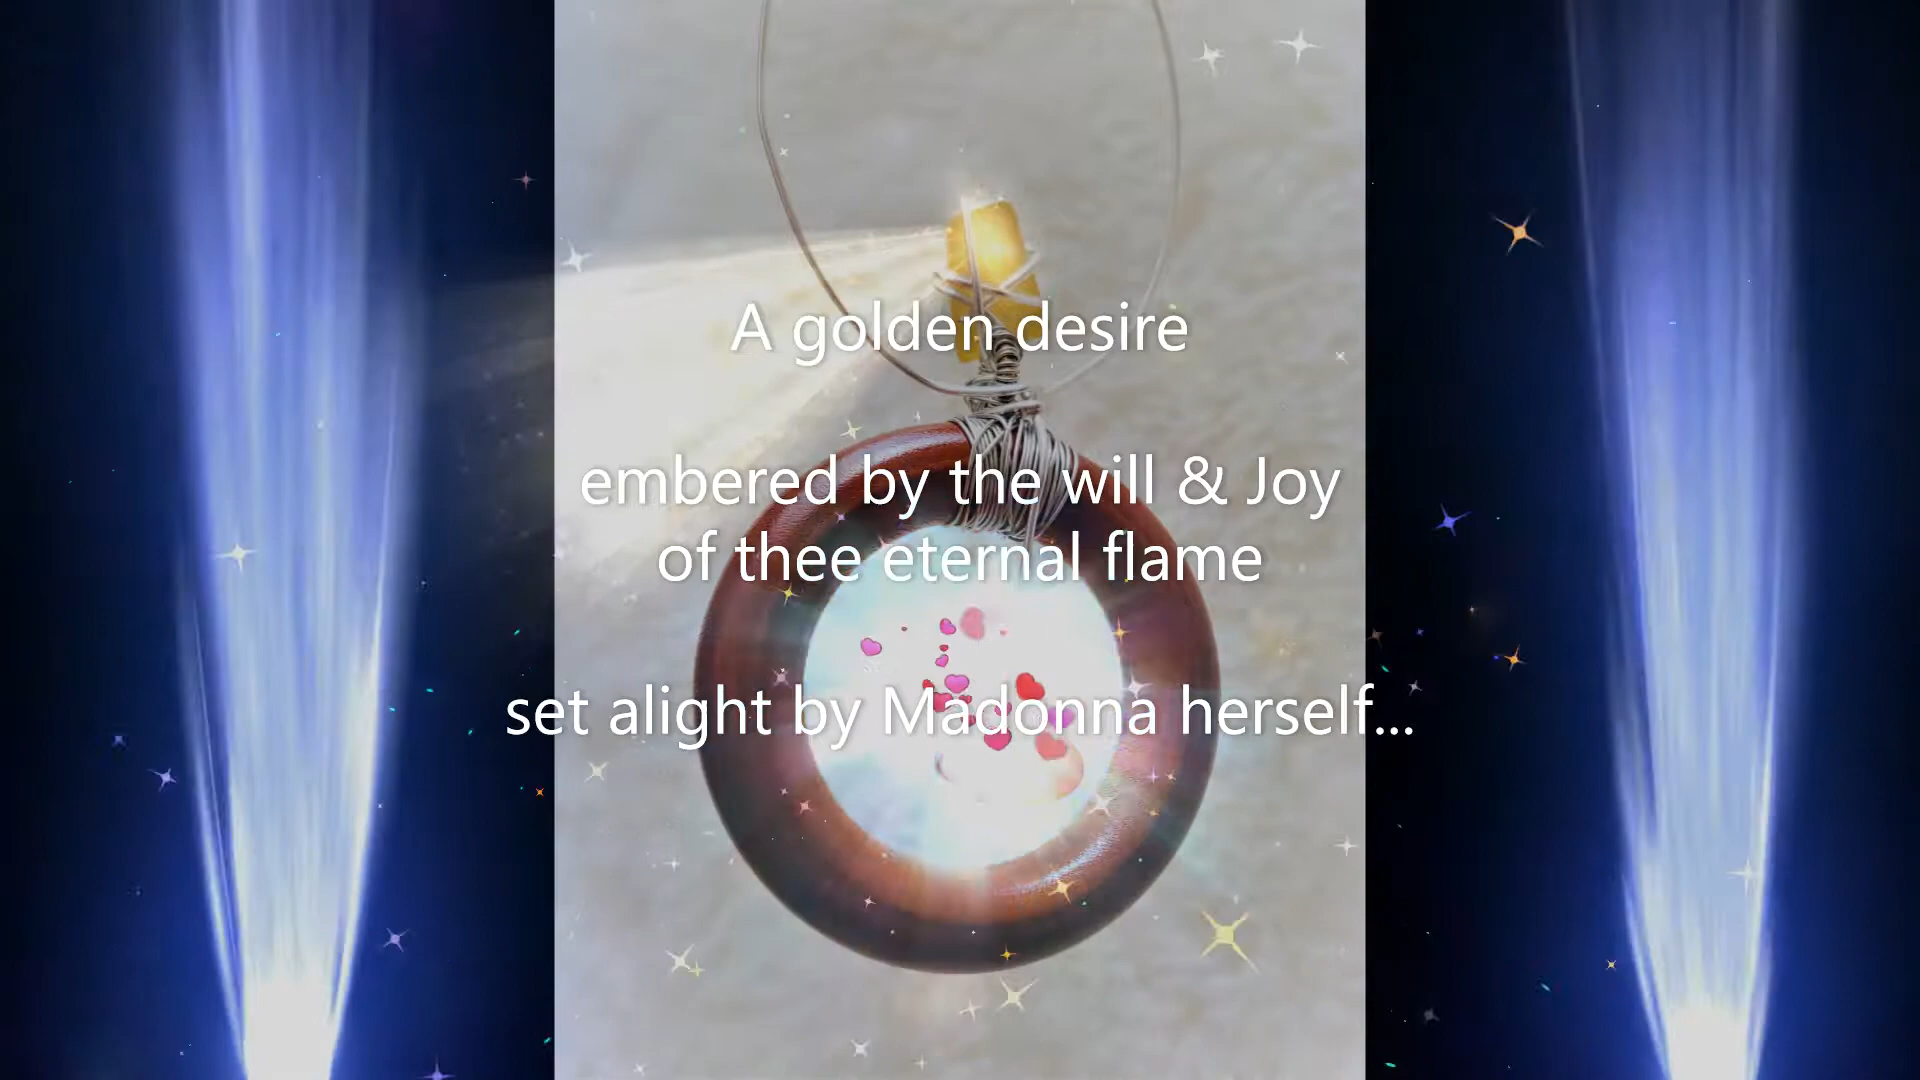 A golden desire
embered by the will & Joy
of thee eternal flame
set alight by Madonna herself...